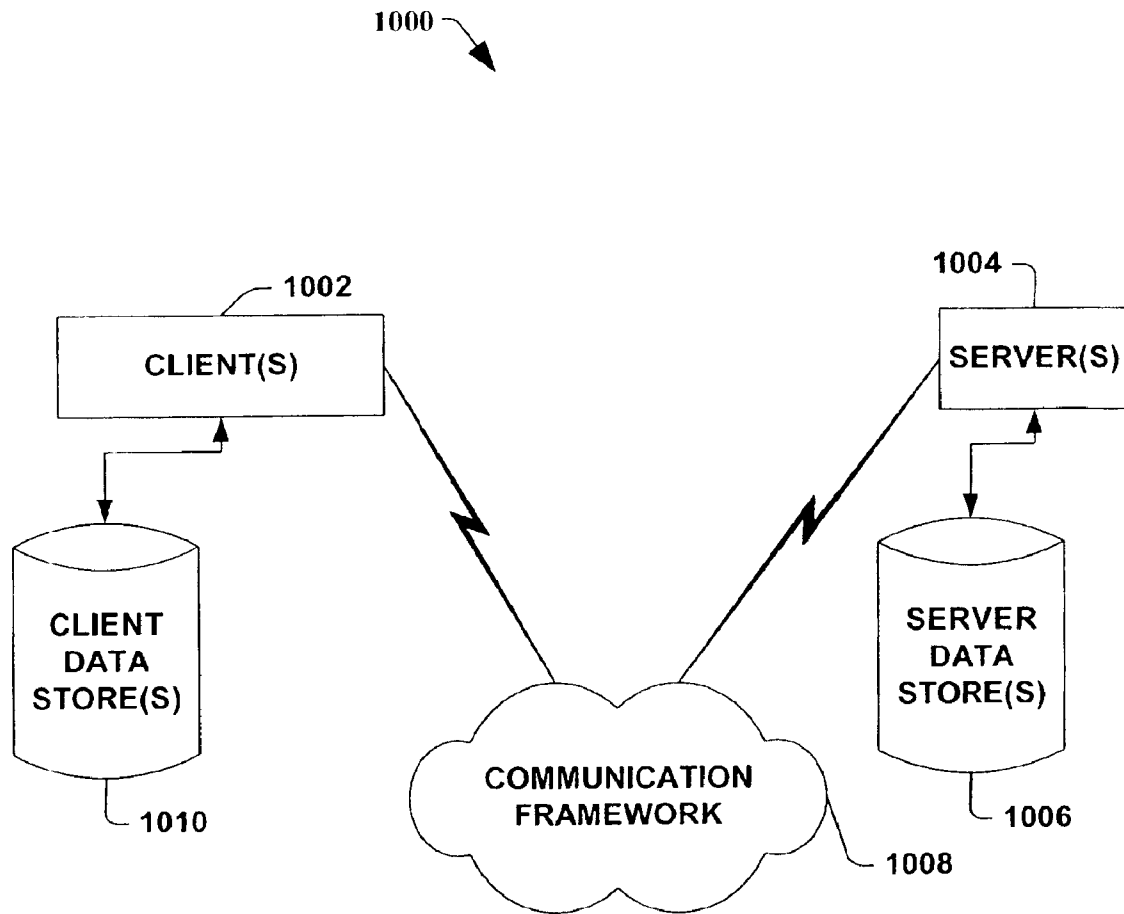 1000
1002
1004
CLIENT(S)
SERVER(S)
CLIENT
DATA
STORE(S)
SERVER
DATA
STORE(S)
COMMUNICATION
FRAMEWORK
1010
1006
1008